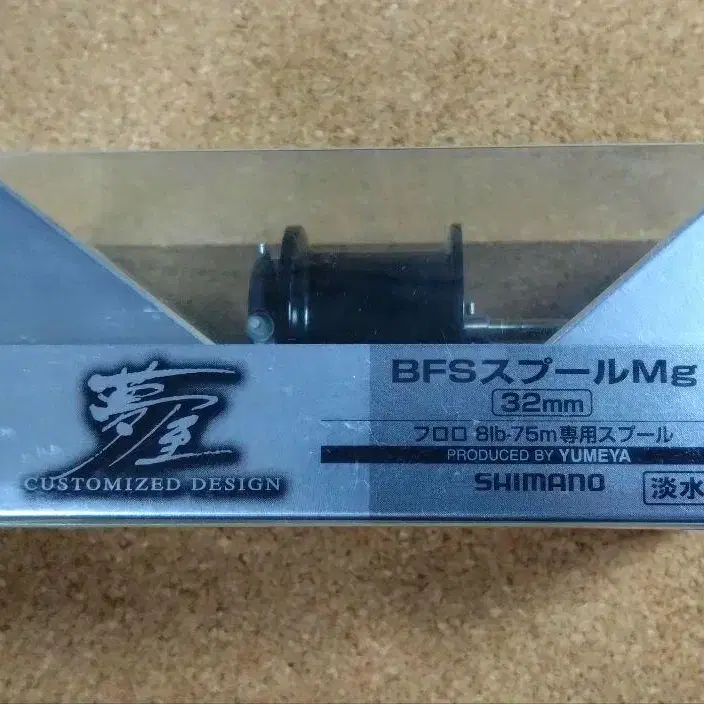 夢屋
CUSTOMIZED DESIGN
BFSスプールMg
32mm
フロロ 8lb-75m専用スプール
PRODUCED BY YUMEYA
SHIMANO
淡水